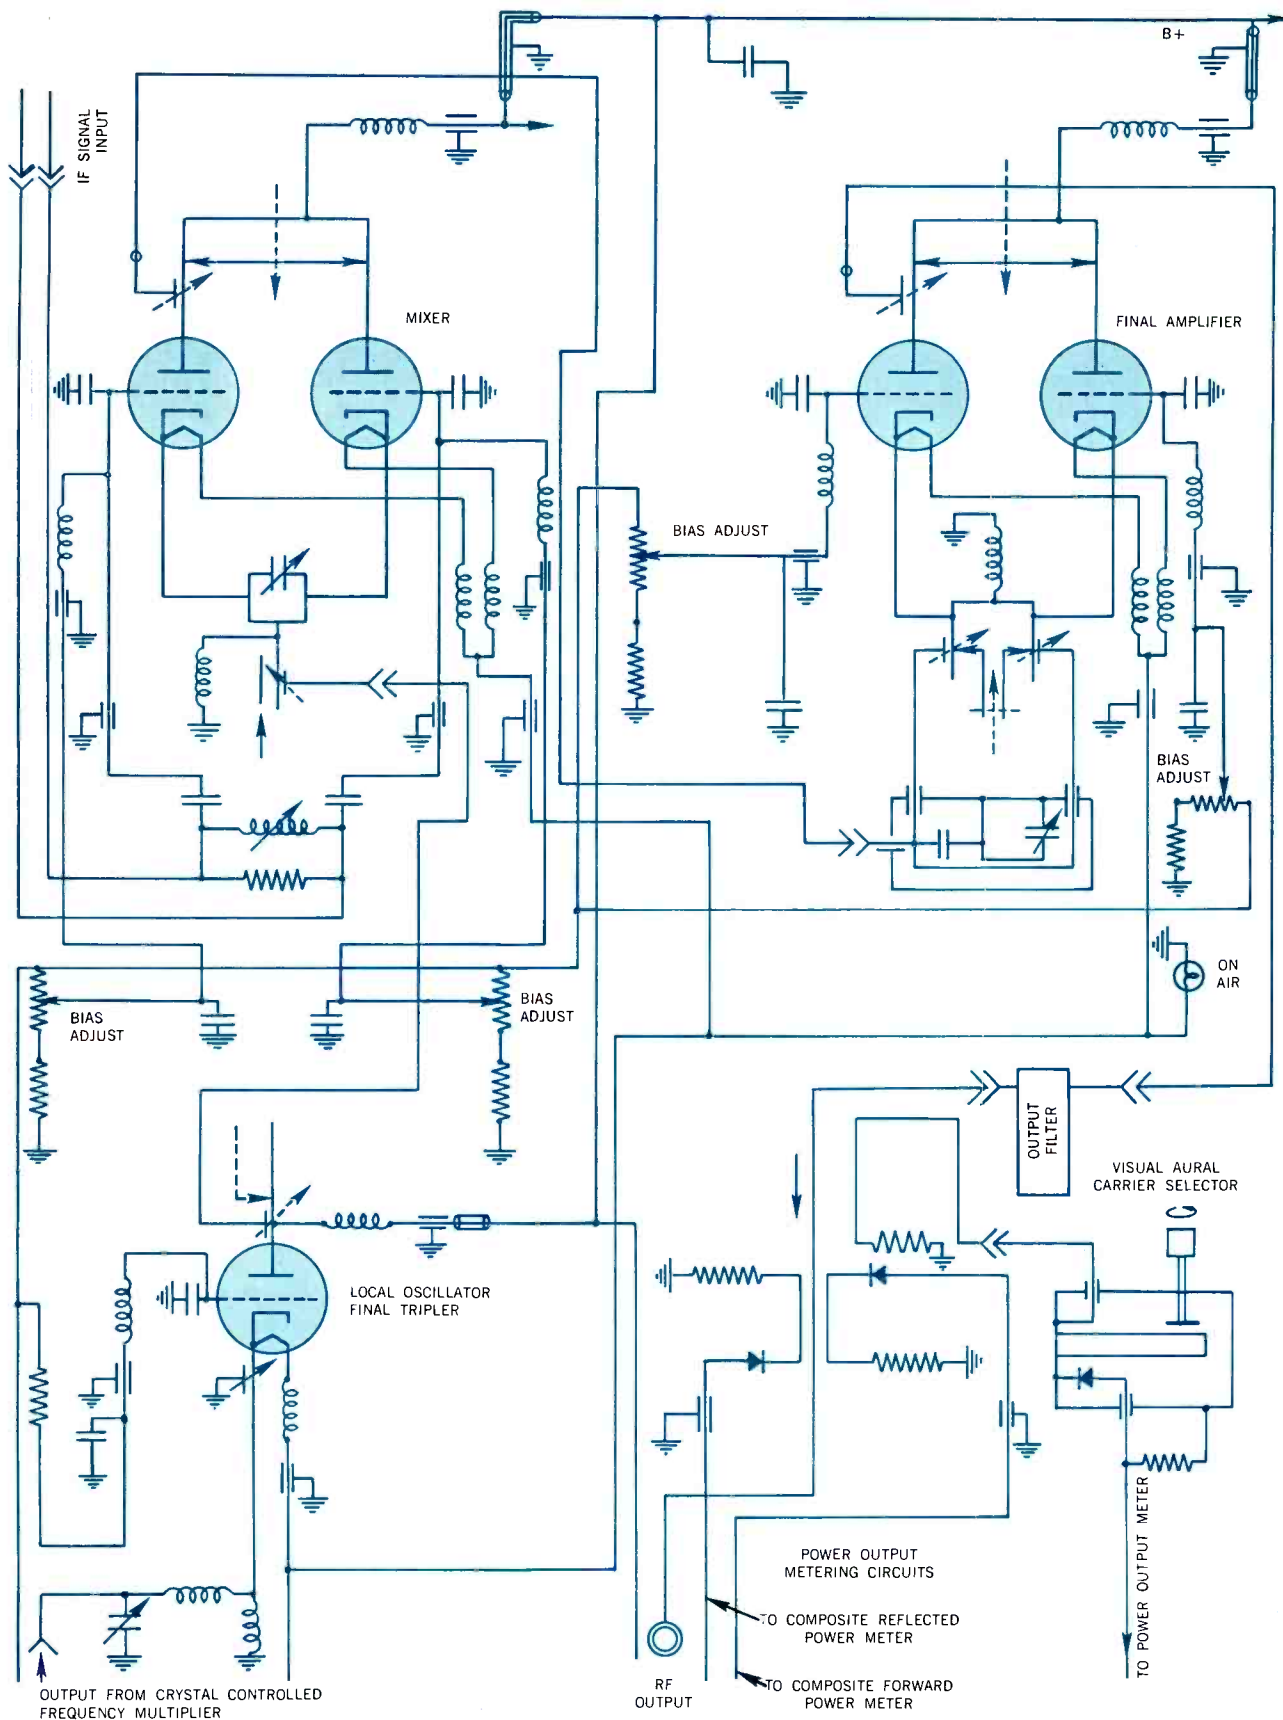 B+
IF SIGNAL
INPUT
MIXER
FINAL AMPLIFIER
BIAS ADJUST
BIAS
ADJUST
ON
AIR
BIAS
ADJUST
BIAS
ADJUST
OUTPUT
FILTER
VISUAL AURAL
CARRIER SELECTOR
LOCAL OSCILLATOR
FINAL TRIPLER
POWER OUTPUT
METERING CIRCUITS
TO POWER OUTPUT METER
TO COMPOSITE REFLECTED
POWER METER
RF
OUTPUT
TO COMPOSITE FORWARD
POWER METER
OUTPUT FROM CRYSTAL CONTROLLED
FREQUENCY MULTIPLIER